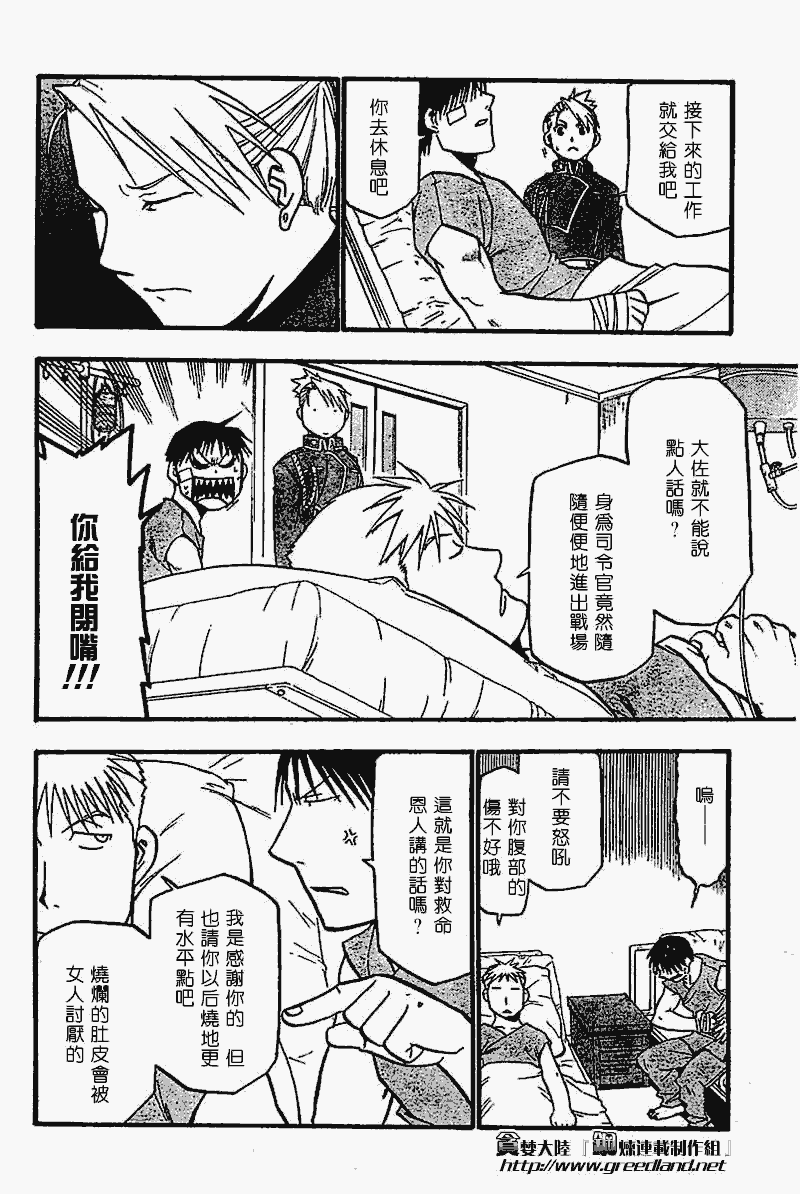 接下來的工作
就交給我吧
你去休息吧
大佐就不能說
點人話嗎?
身為司令官竟然隨
隨便便地進出戰場
你給我閉嘴!!!
嗚——
請不要怒吼
對你腹部的
傷不好哦
這就是你對救命
恩人講的話嗎?
我是感謝你的 但
也請你以后燒地更
有水平點吧
燒爛的肚皮會被
女人討厭的
貪婪大陸『鋼煉連載制作組』
http://www.greedland.net